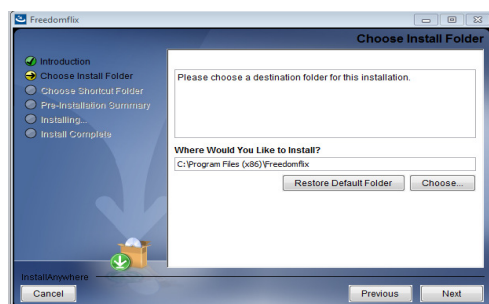 Freedomflix
Choose Install Folder
Introduction
Choose Install Folder
Choose Shortcut Folder
Pre-Installation Summary
Installing...
Install Complete
Please choose a destination folder for this installation.
Where Would You Like to Install?
C:\Program Files (x86)\Freedomflix
Restore Default Folder
Choose...
InstallAnywhere
Cancel
Previous
Next